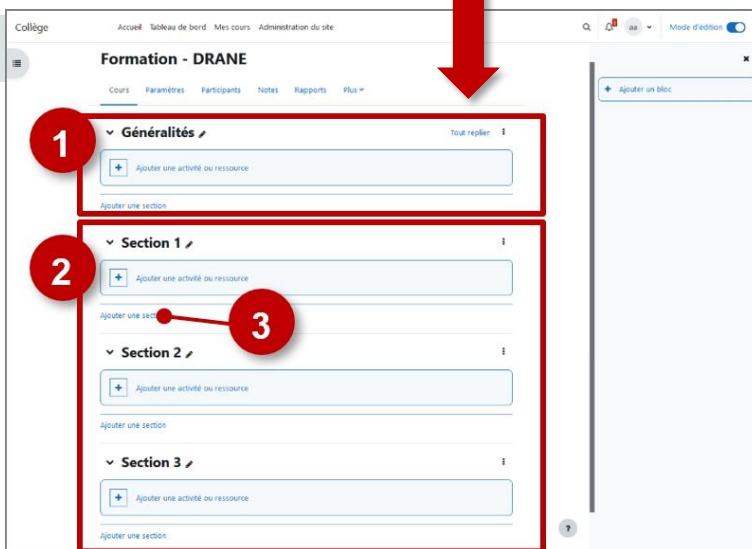 Collège Accueil Tableau de bord Mes cours Administration du site 1 aa Mode d'édition
Formation - DRANE
Cours Paramètres Participants Notes Rapports Plus
Ajouter un bloc
1
Généralités Tout replier
Ajouter une activité ou ressource
Ajouter une section
2
Section 1
Ajouter une activité ou ressource
Ajouter une sect
3
Section 2
Ajouter une activité ou ressource
Ajouter une section
Section 3
Ajouter une activité ou ressource
?
Ajouter une section